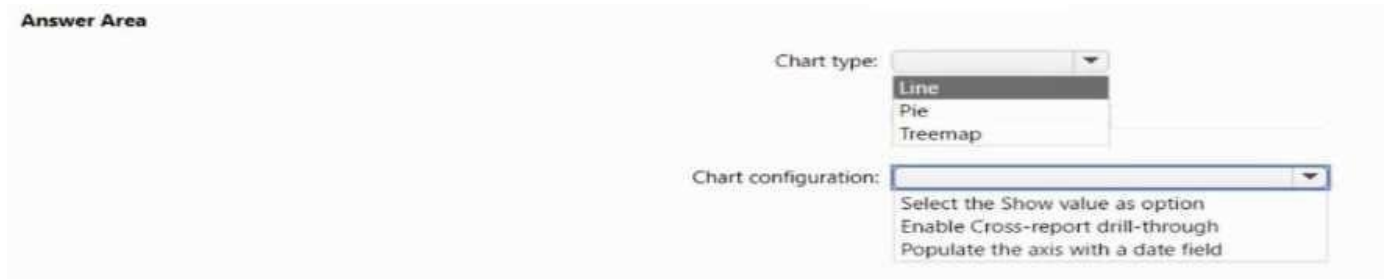 Answer Area
Chart type:
Line
Pie
Treemap
Chart configuration:
Select the Show value as option
Enable Cross-report drill-through
Populate the axis with a date field